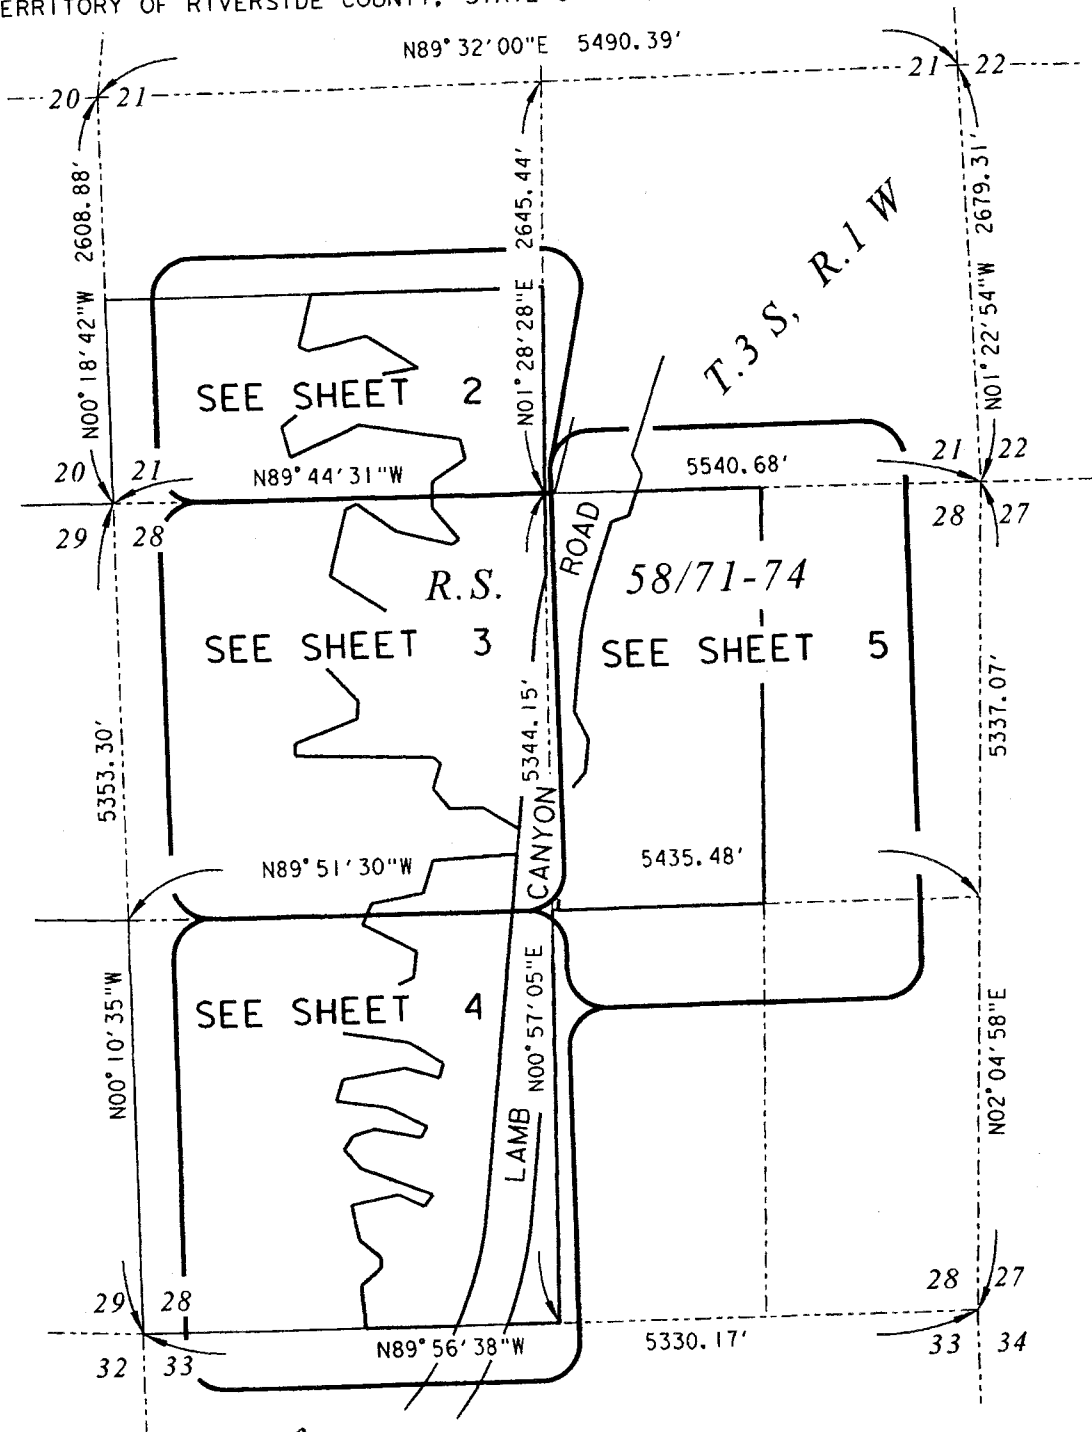 ERRITORY OF RIVERSIDE COUNTY, STATE
N89°32'00"E 5490.39'
20 21
21 22
2608.88'
N00°18'42"W
2645.44'
N01°28'28"E
2679.31'
N01°22'54"W
T.3 S, R.1 W
SEE SHEET 2
20 21
N89°44'31"W
5540.68'
21 22
29 28
28 27
ROAD
R.S. 58/71-74
SEE SHEET 3
SEE SHEET 5
5353.30'
5344.15'
5337.07'
CANYON
N89°51'30"W
5435.48'
N00°10'35"W
SEE SHEET 4
N00°57'05"E
N02°04'58"E
LAMB
29 28
28 27
N89°56'38"W
5330.17'
32 33
33 34